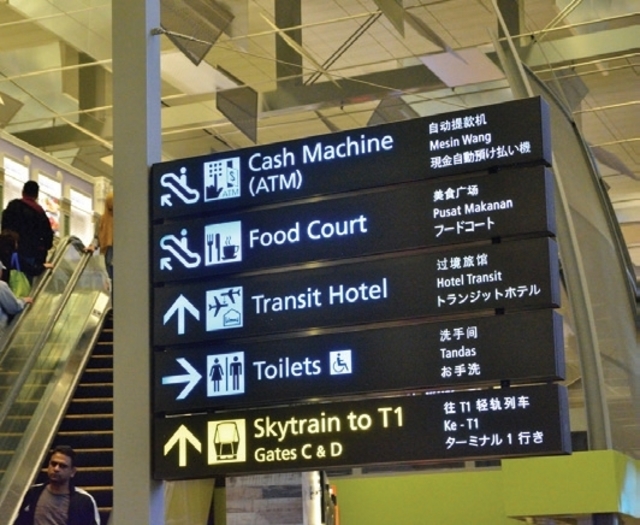 Cash Machine
(ATM)
ATM
自动提款机
Mesin Wang
現金自動預け払い機
Food Court
美食广场
Pusat Makanan
フードコート
Transit Hotel
过境旅馆
Hotel Transit
トランジットホテル
Toilets
洗手间
Tandas
お手洗
Skytrain to T1
Gates C & D
往 T1 轻轨列车
Ke - T1
ターミナル 1 行き